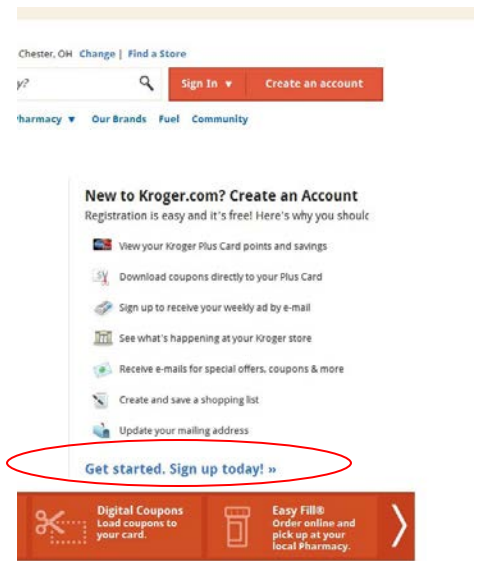 Chester, OH Change | Find a Store
y? Sign In ▼ Create an account
harmacy ▼ Our Brands Fuel Community
New to Kroger.com? Create an Account
Registration is easy and it's free! Here's why you should
View your Kroger Plus Card points and savings
Download coupons directly to your Plus Card
Sign up to receive your weekly ad by e-mail
See what's happening at your Kroger store
Receive e-mails for special offers, coupons & more
Create and save a shopping list
Update your mailing address
Get started. Sign up today! »
Digital Coupons
Load coupons to
your card.
Easy Fill®
Order online and
pick up at your
local Pharmacy.